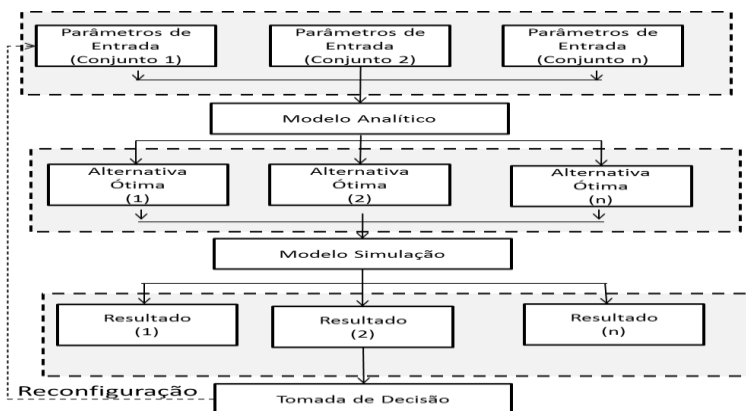 Parâmetros de
Entrada
(Conjunto 1)
Parâmetros de
Entrada
(Conjunto 2)
Parâmetros de
Entrada
(Conjunto n)
Modelo Analítico
Alternativa
Ótima
(1)
Alternativa
Ótima
(2)
Alternativa
Ótima
(n)
Modelo Simulação
Resultado
(1)
Resultado
(2)
Resultado
(n)
Reconfiguração
Tomada de Decisão